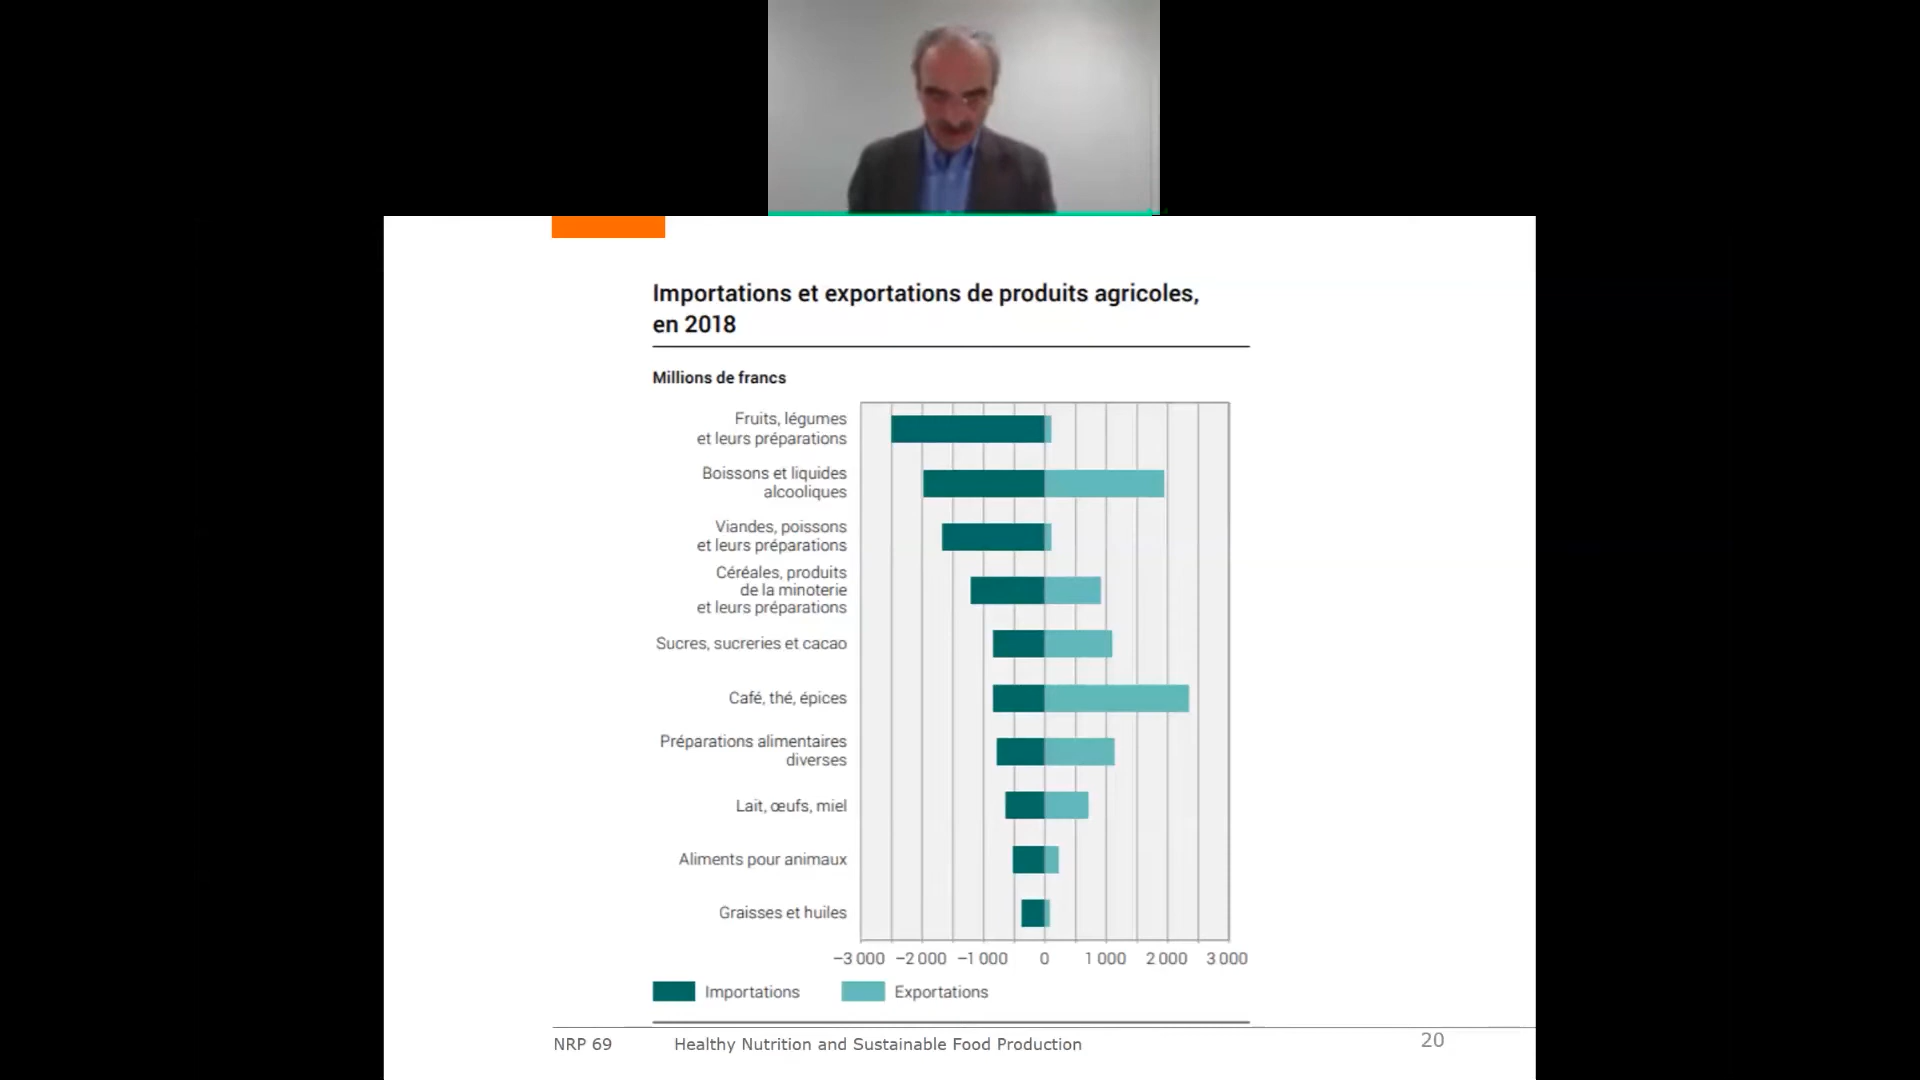 Importations et exportations de produits agricoles,
en 2018
Millions de francs
Fruits, légumes
et leurs préparations
Boissons et liquides
alcooliques
Viandes, poissons
et leurs préparations
Céréales, produits
de la minoterie
et leurs préparations
Sucres, sucreries et cacao
Café, thé, épices
Préparations alimentaires
diverses
Lait, œufs, miel
Aliments pour animaux
Graisses et huiles
−3 000 −2 000 −1 000 0 1 000 2 000 3 000
Importations Exportations
NRP 69 Healthy Nutrition and Sustainable Food Production 20